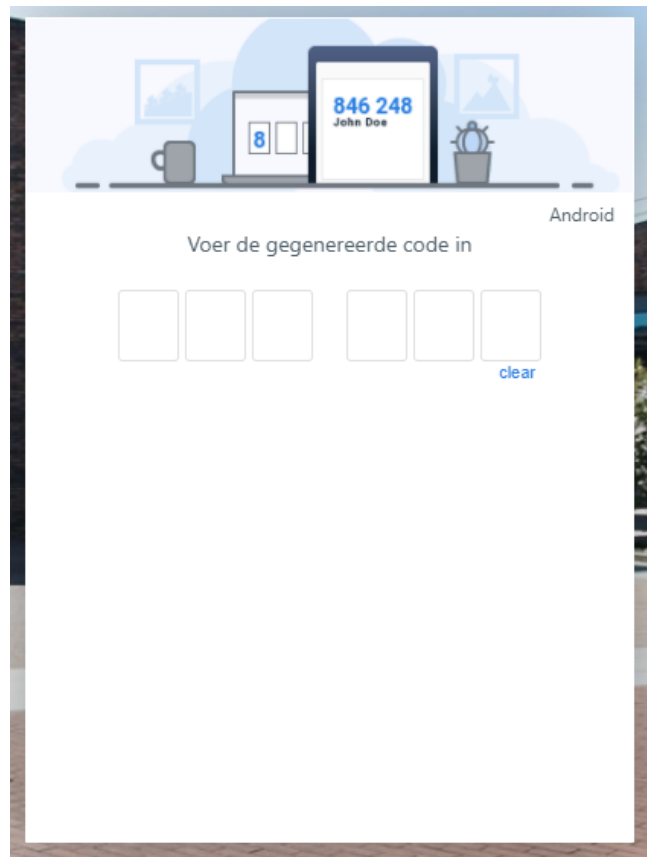 846 248
John Doe
8
Android
Voer de gegenereerde code in
clear